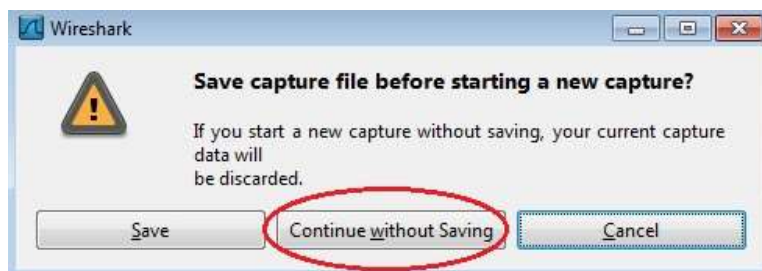 Wireshark
Save capture file before starting a new capture?
If you start a new capture without saving, your current capture
data will
be discarded.
Save
Continue without Saving
Cancel